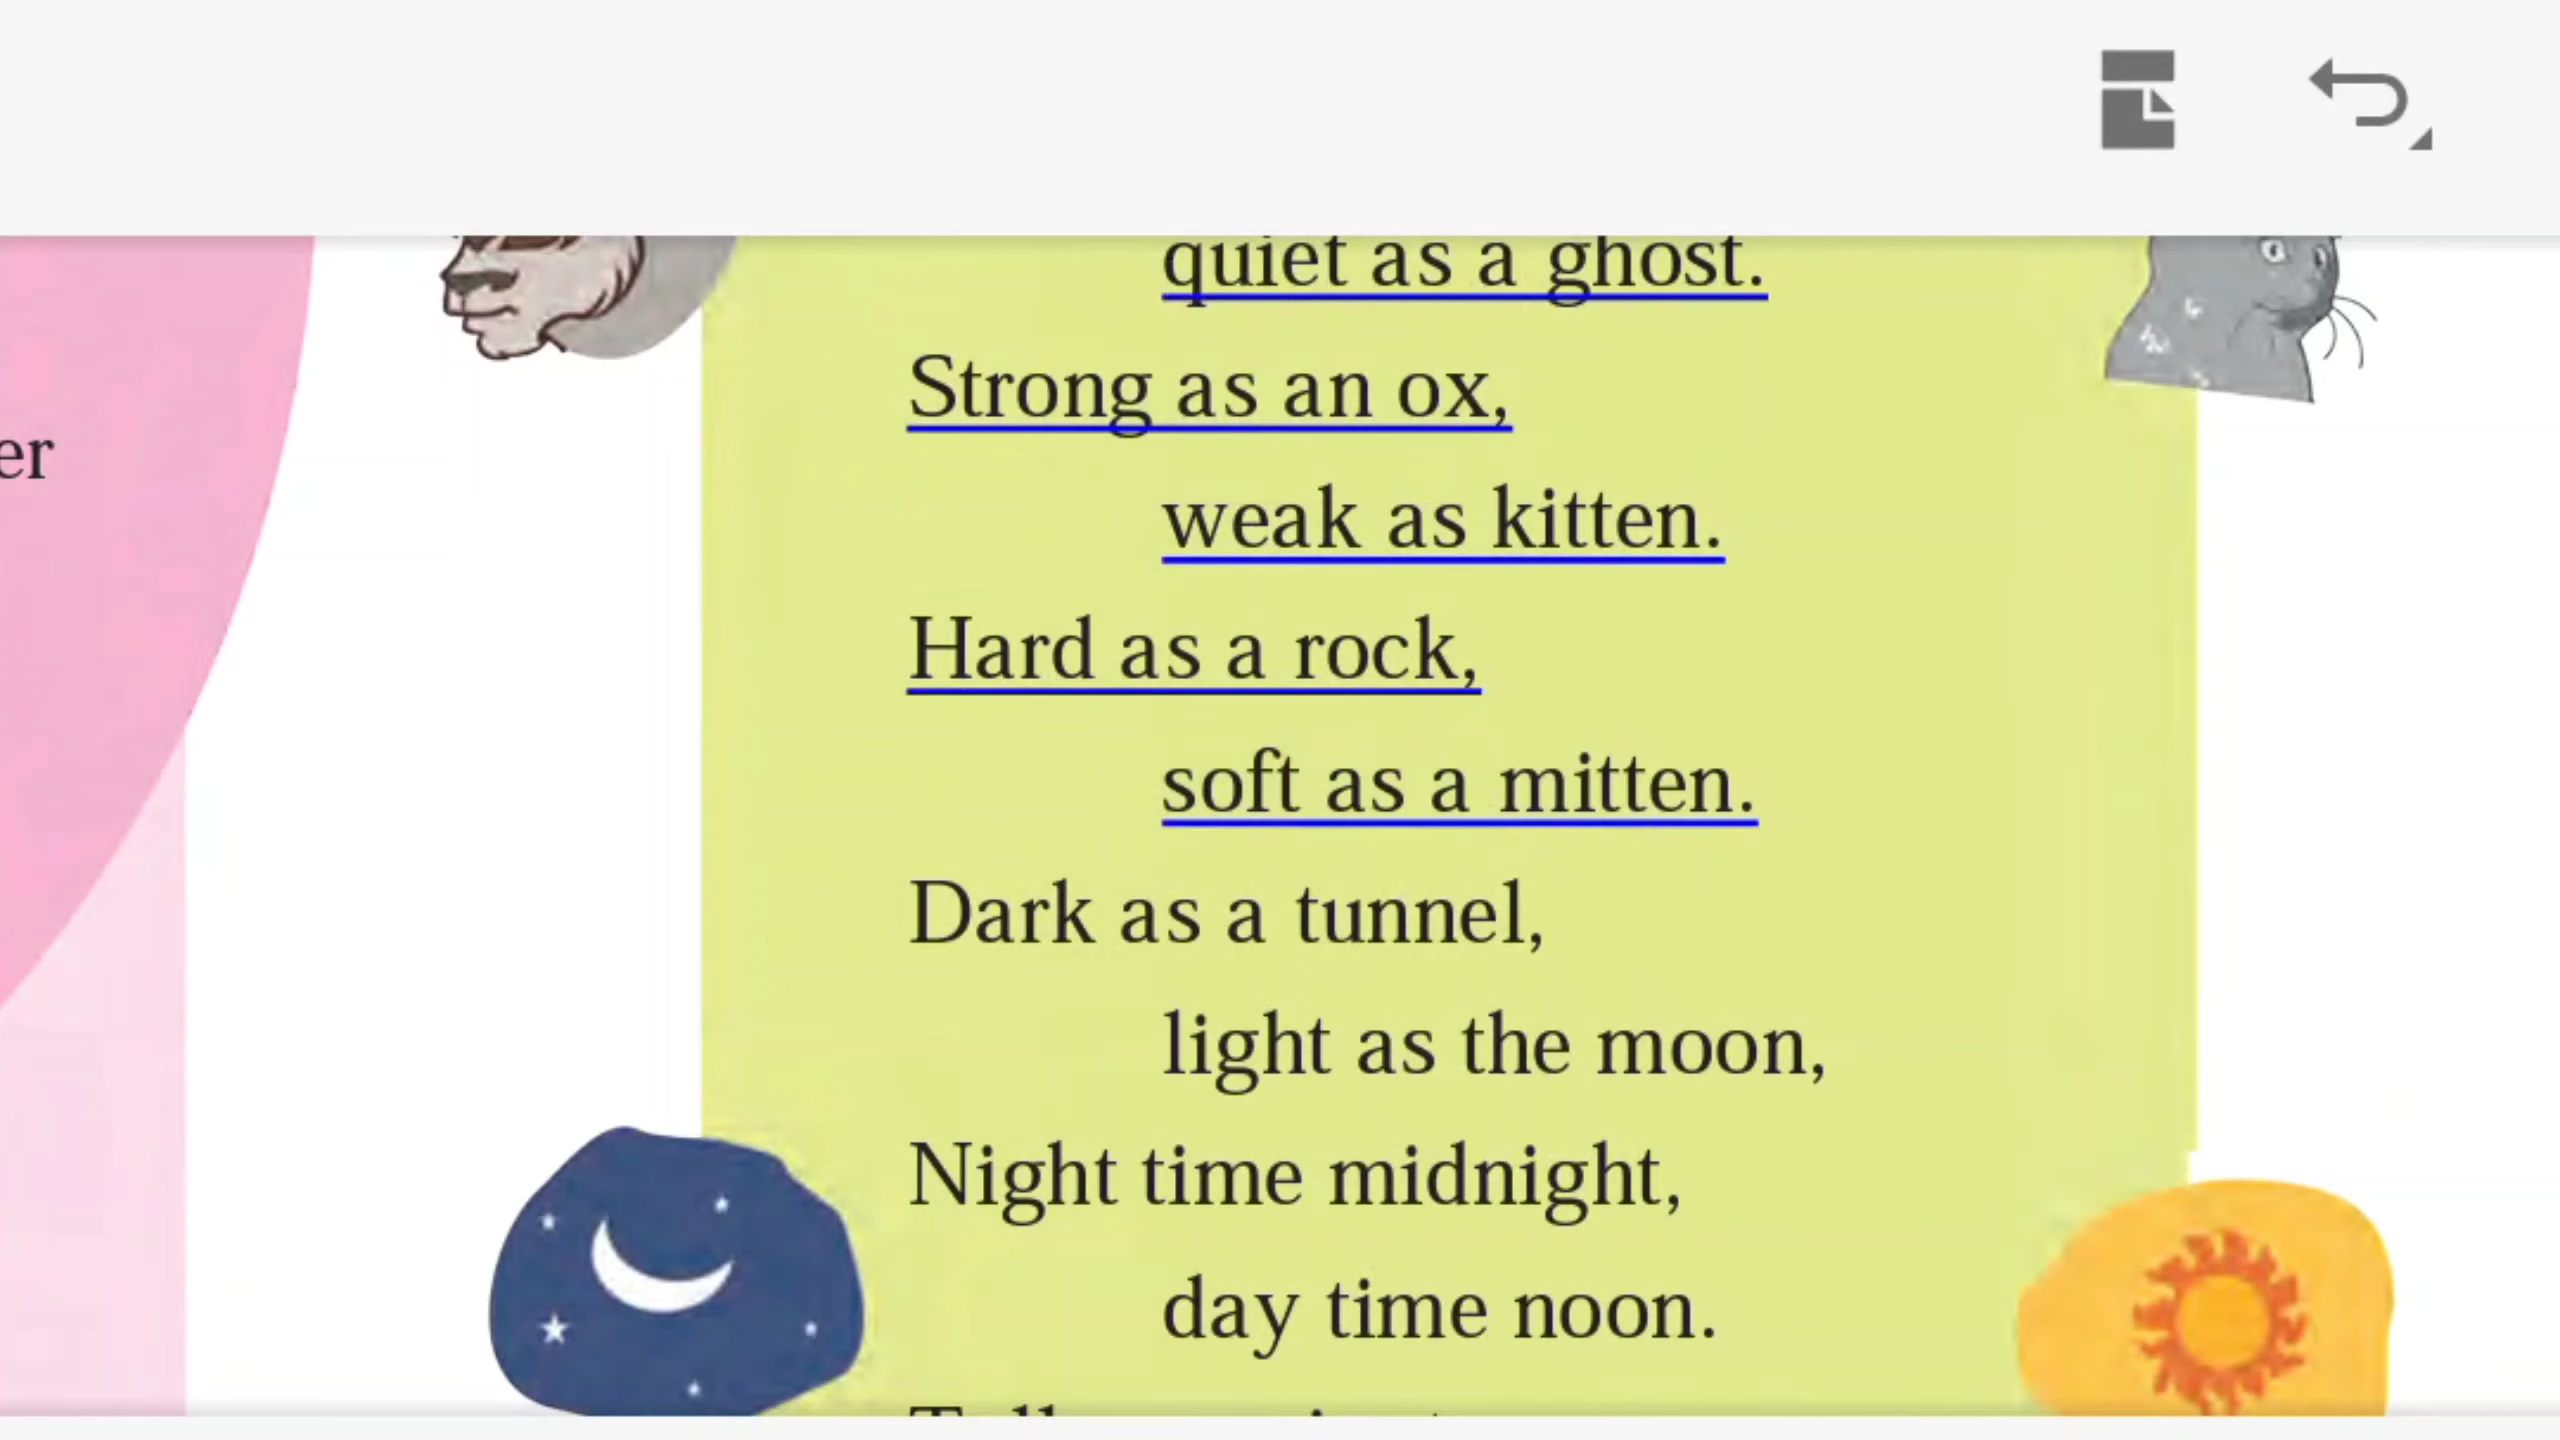 er
quiet as a ghost.
Strong as an ox,
weak as kitten.
Hard as a rock,
soft as a mitten.
Dark as a tunnel,
light as the moon,
Night time midnight,
day time noon.